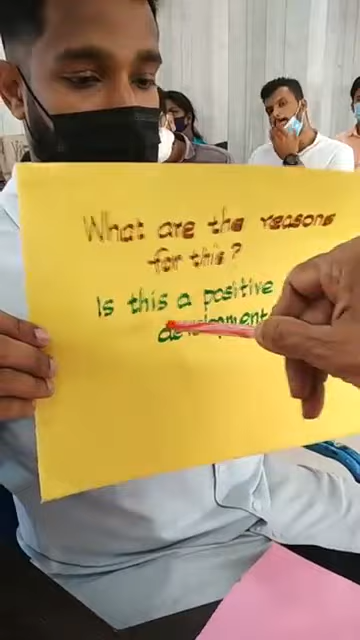 What are the reasons
for this?
Is this a positive
development